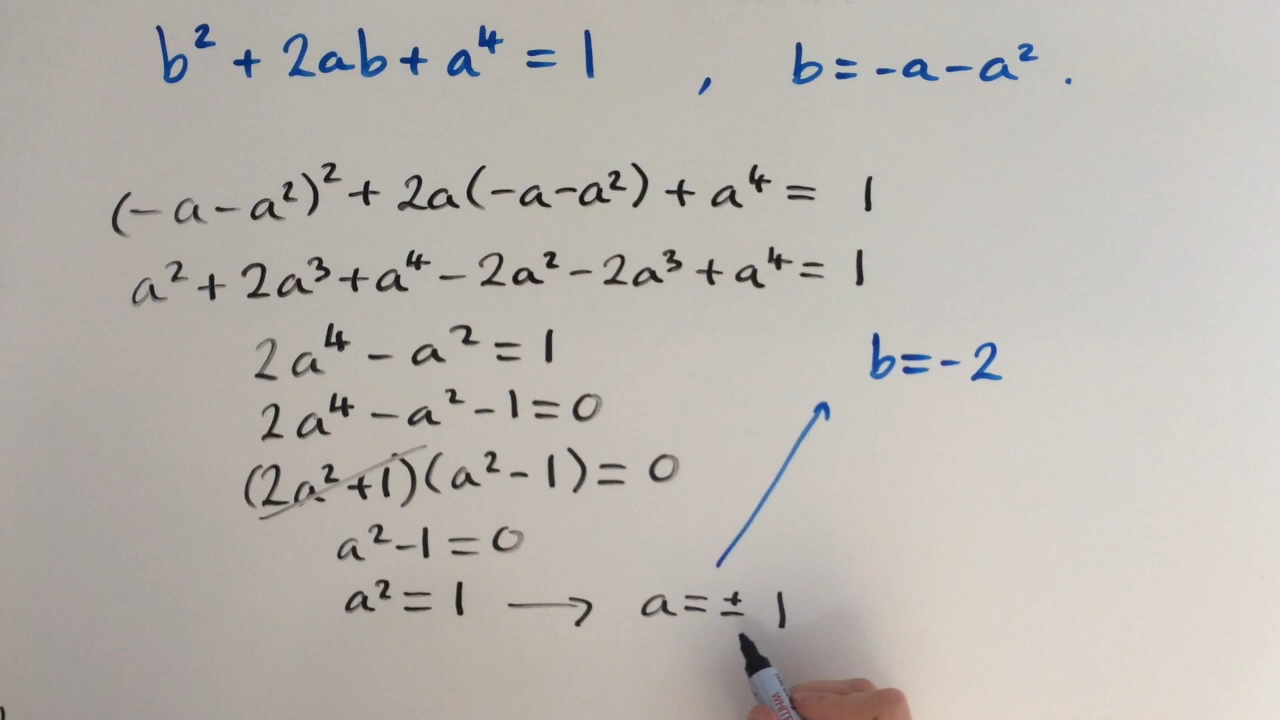 b² + 2ab + a⁴ = 1 , b = -a - a² .
(-a - a²)² + 2a(-a - a²) + a⁴ = 1
a² + 2a³ + a⁴ - 2a² - 2a³ + a⁴ = 1
2a⁴ - a² = 1
b = -2
2a⁴ - a² - 1 = 0
(2a² + 1)(a² - 1) = 0
a² - 1 = 0
a² = 1 → a = ± 1
WHITE